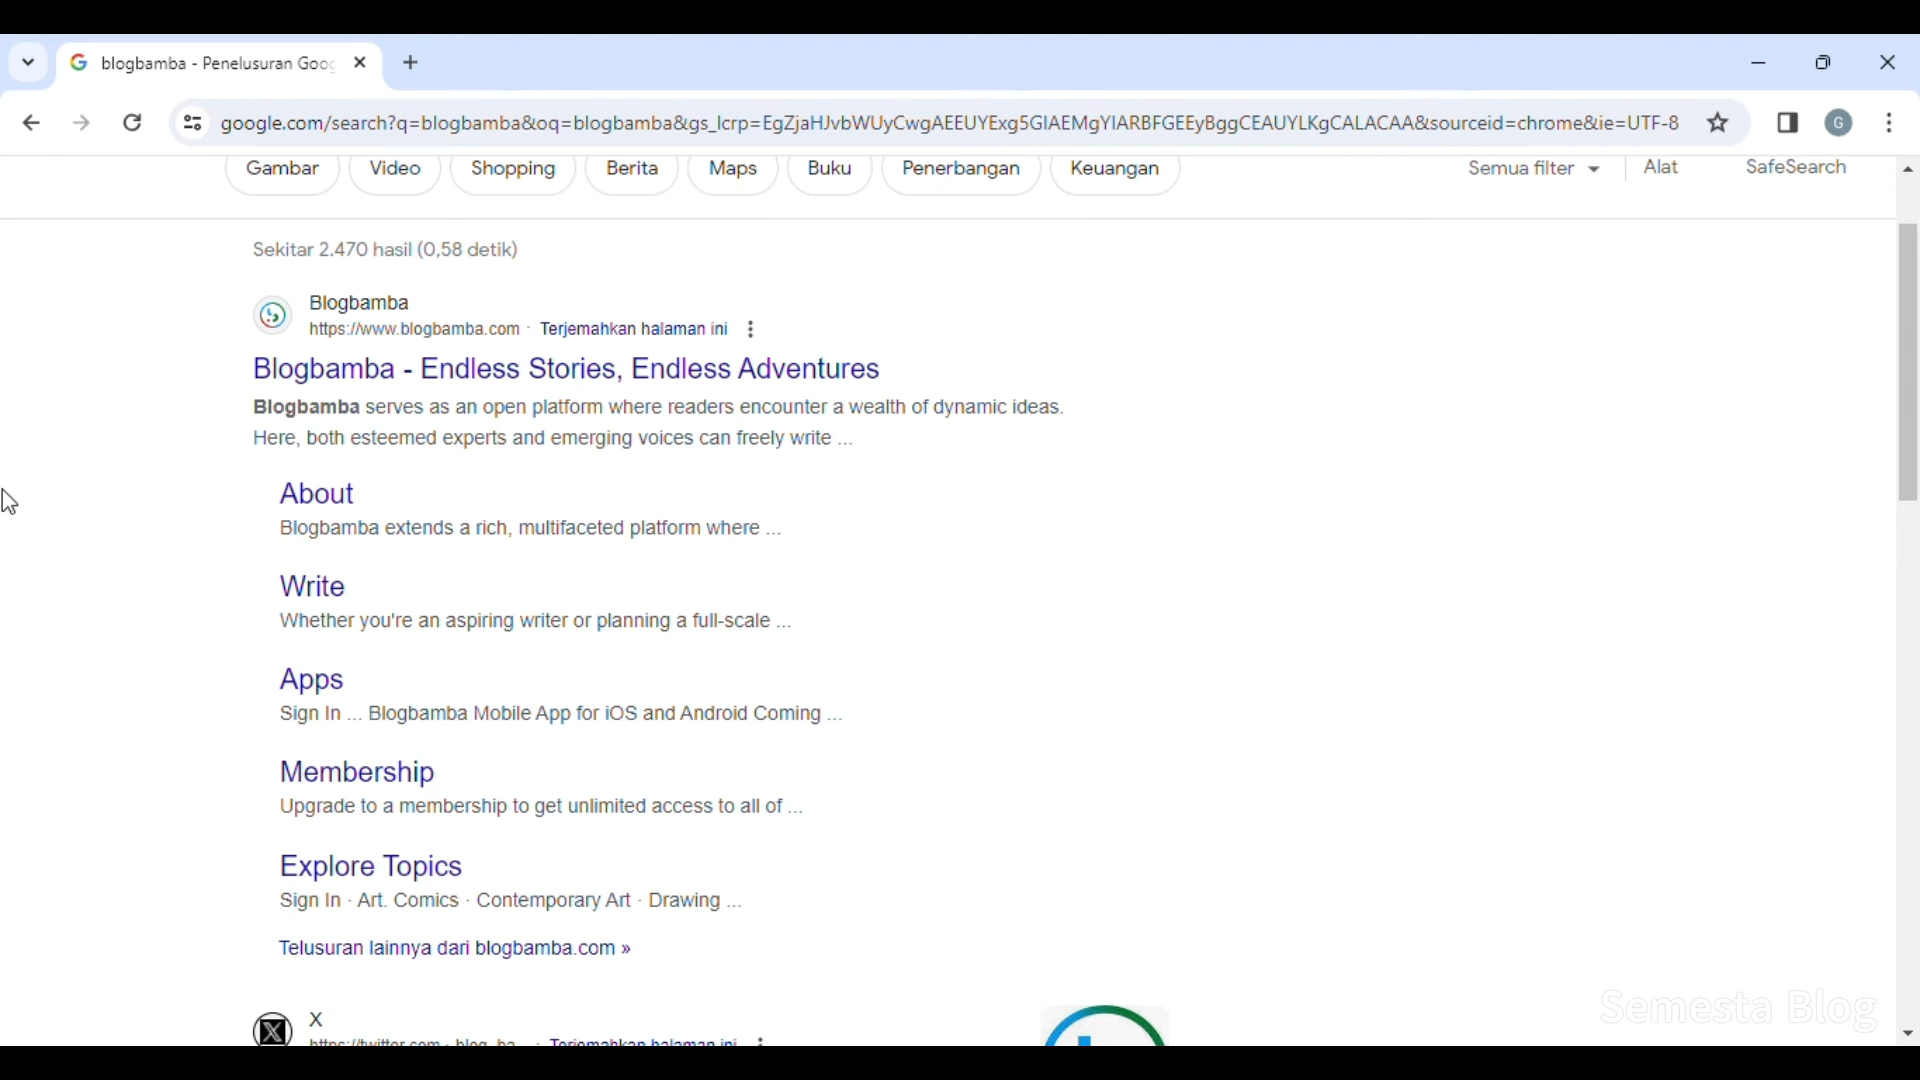 blogbamba - Penelusuran Goog
google.com/search?q=blogbamba&oq=blogbamba&gs_lcrp=EgZjaHJvbWUyCwgAEEUYExg5GIAEMgYIARBFGEEyBggCEAUYLKgCALACAA&sourceid=chrome&ie=UTF-8
G
Gambar Video Shopping Berita Maps Buku Penerbangan Keuangan Semua filter Alat SafeSearch
Sekitar 2.470 hasil (0,58 detik)
Blogbamba
https://www.blogbamba.com · Terjemahkan halaman ini
Blogbamba - Endless Stories, Endless Adventures
Blogbamba serves as an open platform where readers encounter a wealth of dynamic ideas.
Here, both esteemed experts and emerging voices can freely write ...
About
Blogbamba extends a rich, multifaceted platform where ...
Write
Whether you're an aspiring writer or planning a full-scale ...
Apps
Sign In ... Blogbamba Mobile App for iOS and Android Coming ...
Membership
Upgrade to a membership to get unlimited access to all of ...
Explore Topics
Sign In · Art. Comics · Contemporary Art · Drawing ...
Telusuran lainnya dari blogbamba.com »
X
https://twitter.com › blog_ba... · Terjemahkan halaman ini
Semesta Blog